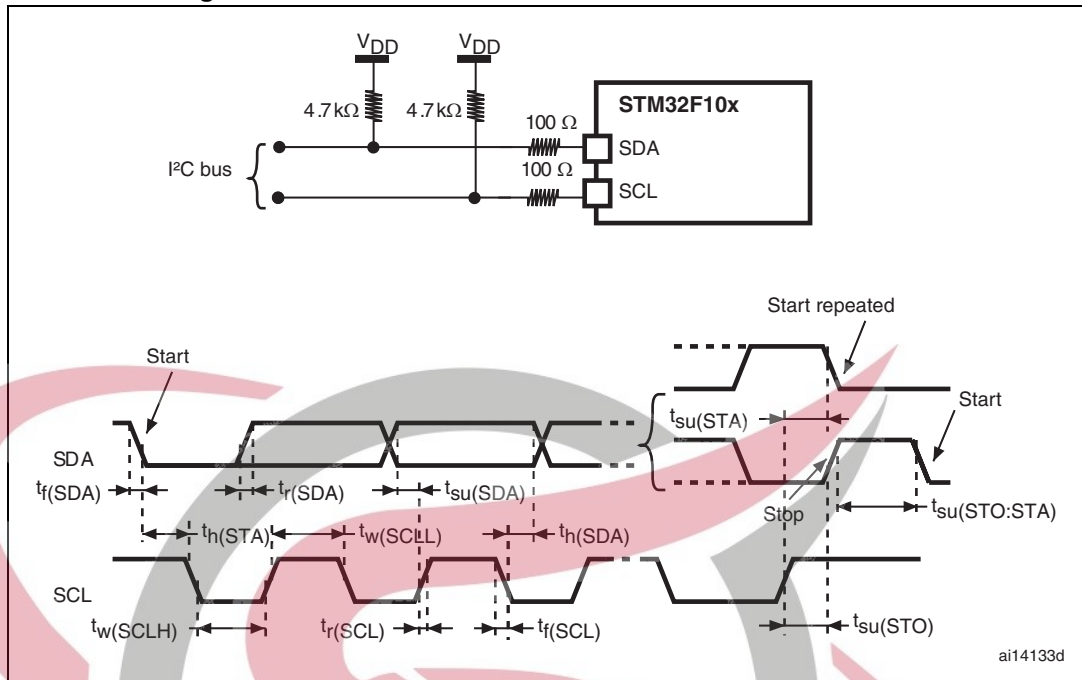 V DD V DD
4.7kΩ 4.7kΩ
STM32F10x
100 Ω
SDA
I²C bus
100 Ω
SCL
Start repeated
Start
Start
tsu(STA)
SDA
tf(SDA) tr(SDA) tsu(SDA)
Stop
tsu(STO:STA)
th(STA) tw(SCLL) th(SDA)
SCL
tw(SCLH) tr(SCL) tf(SCL) tsu(STO)
ai14133d